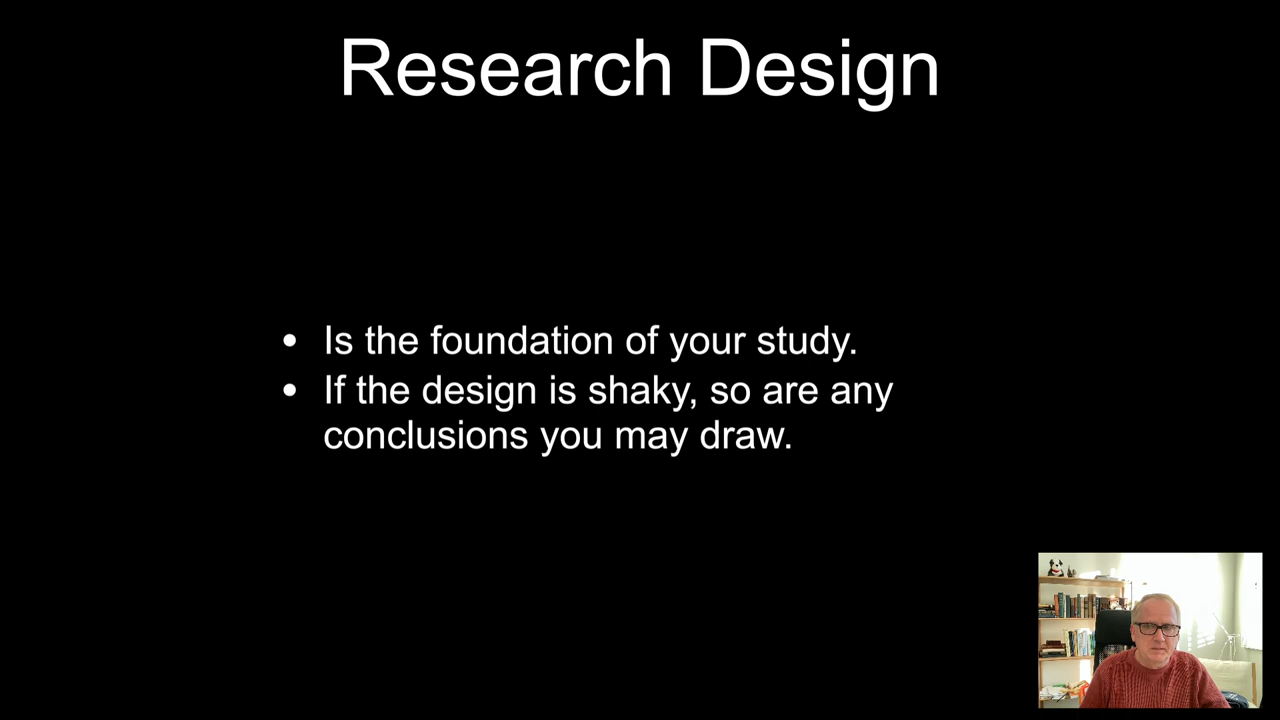 Research Design
• Is the foundation of your study.
• If the design is shaky, so are any
conclusions you may draw.